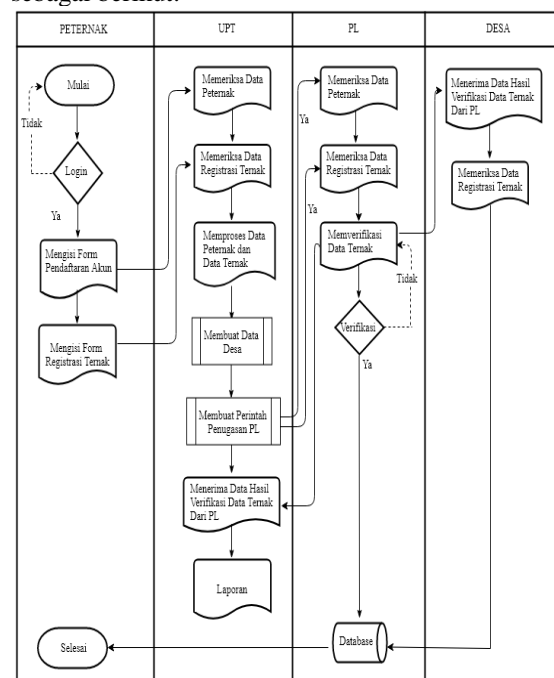 sebagai berikut:
PETERNAK
UPT
PL
DESA
Mulai
Tidak
Login
Ya
Mengisi Form
Pendaftaran Akun
Mengisi Form
Registrasi Ternak
Selesai
Memeriksa Data
Peternak
Memeriksa Data
Registrasi Ternak
Memproses Data
Peternak dan
Data Ternak
Membuat Data
Desa
Membuat Perintah
Penugasan PL
Menerima Data Hasil
Verifikasi Data Ternak
Dari PL
Laporan
Memeriksa Data
Peternak
Ya
Memeriksa Data
Registrasi Ternak
Ya
Memverifikasi
Data Ternak
Tidak
Verifikasi
Ya
Database
Menerima Data Hasil
Verifikasi Data Ternak
Dari PL
Memeriksa Data
Registrasi Ternak